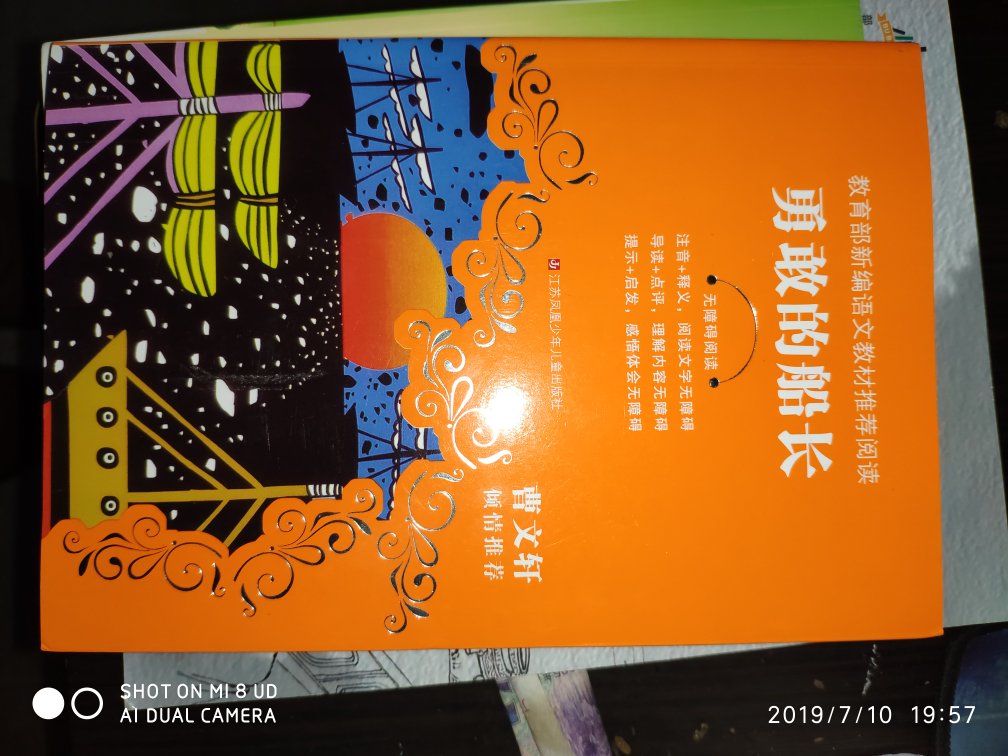 教育部新编语文教材推荐阅读
勇敢的船长
无障碍阅读
注音+释义，阅读文字无障碍
导读+点评，理解内容无障碍
提示+启发，感悟体会无障碍
江苏凤凰少年儿童出版社
曹文轩
倾情推荐
部
SHOT ON MI 8 UD
AI DUAL CAMERA
2019/7/10 19:57